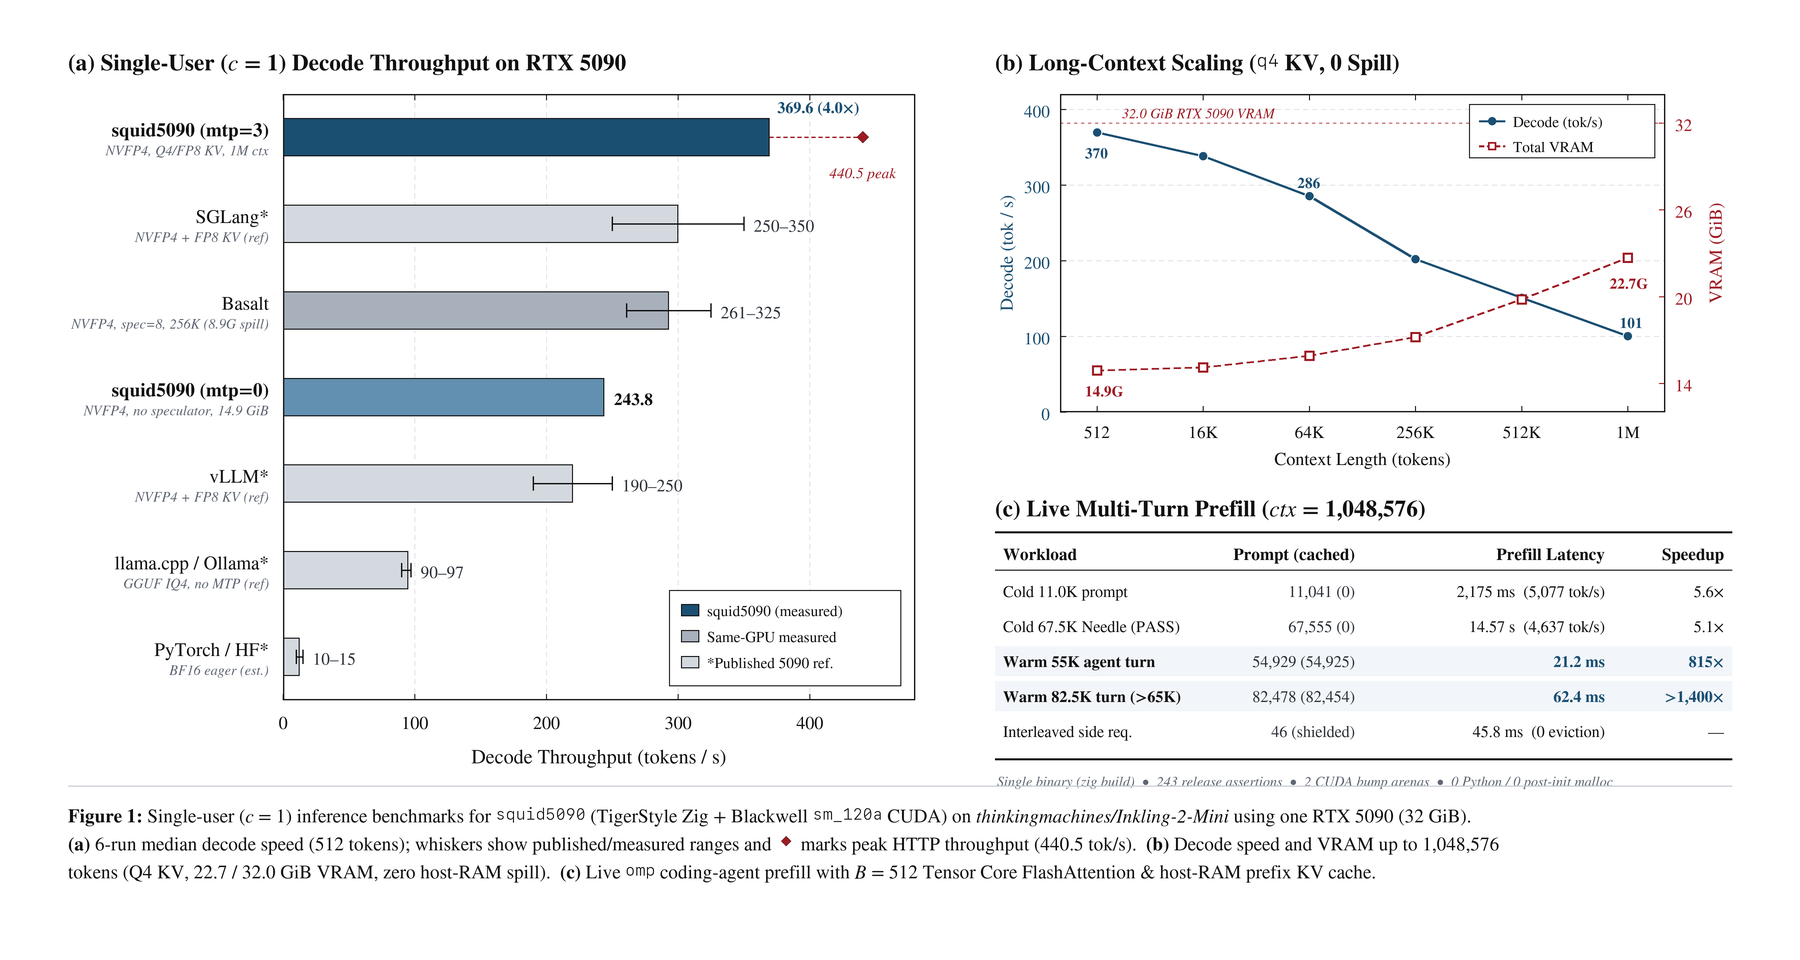 (a) Single-User (c = 1) Decode Throughput on RTX 5090
369.6 (4.0×)
squid5090 (mtp=3)
NVFP4, Q4/FP8 KV, 1M ctx
440.5 peak
SGLang*
NVFP4 + FP8 KV (ref)
250–350
Basalt
NVFP4, spec=8, 256K (8.9G spill)
261–325
squid5090 (mtp=0)
NVFP4, no speculator, 14.9 GiB
243.8
vLLM*
NVFP4 + FP8 KV (ref)
190–250
llama.cpp / Ollama*
GGUF IQ4, no MTP (ref)
90–97
PyTorch / HF*
BF16 eager (est.)
10–15
squid5090 (measured)
Same-GPU measured
*Published 5090 ref.
0 100 200 300 400
Decode Throughput (tokens / s)
(b) Long-Context Scaling (q4 KV, 0 Spill)
32.0 GiB RTX 5090 VRAM
Decode (tok/s)
Total VRAM
400
300
200
100
0
Decode (tok / s)
370
286
101
14.9G
22.7G
32
26
20
14
VRAM (GiB)
512 16K 64K 256K 512K 1M
Context Length (tokens)
(c) Live Multi-Turn Prefill (ctx = 1,048,576)
Workload Prompt (cached) Prefill Latency Speedup
Cold 11.0K prompt 11,041 (0) 2,175 ms (5,077 tok/s) 5.6×
Cold 67.5K Needle (PASS) 67,555 (0) 14.57 s (4,637 tok/s) 5.1×
Warm 55K agent turn 54,929 (54,925) 21.2 ms 815×
Warm 82.5K turn (>65K) 82,478 (82,454) 62.4 ms >1,400×
Interleaved side req. 46 (shielded) 45.8 ms (0 eviction) —
Single binary (zig build) ● 243 release assertions ● 2 CUDA bump arenas ● 0 Python / 0 post-init malloc
Figure 1: Single-user (c = 1) inference benchmarks for squid5090 (TigerStyle Zig + Blackwell sm_120a CUDA) on thinkingmachines/Inkling-2-Mini using one RTX 5090 (32 GiB).
(a) 6-run median decode speed (512 tokens); whiskers show published/measured ranges and ◆ marks peak HTTP throughput (440.5 tok/s). (b) Decode speed and VRAM up to 1,048,576
tokens (Q4 KV, 22.7 / 32.0 GiB VRAM, zero host-RAM spill). (c) Live omp coding-agent prefill with B = 512 Tensor Core FlashAttention & host-RAM prefix KV cache.